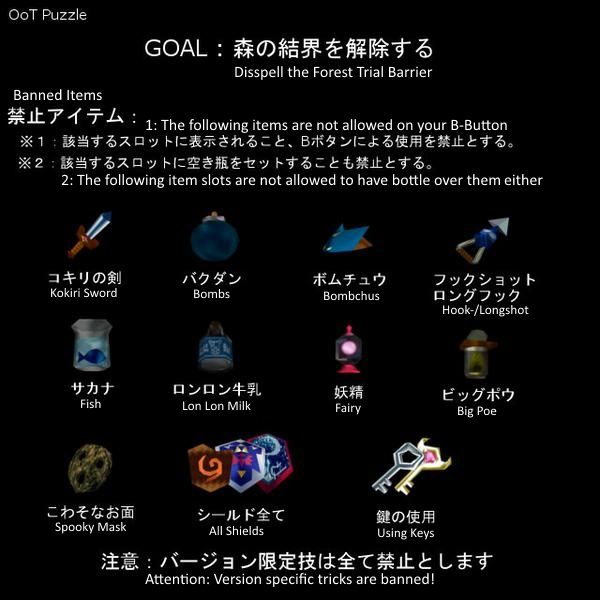 OoT Puzzle
GOAL：森の結界を解除する
Disspell the Forest Trial Barrier
Banned Items
禁止アイテム：
1: The following items are not allowed on your B-Button
※１：該当するスロットに表示されること、Bボタンによる使用を禁止とする。
※２：該当するスロットに空き瓶をセットすることも禁止とする。
2: The following item slots are not allowed to have bottle over them either
コキリの剣
Kokiri Sword
バクダン
Bombs
ボムチュウ
Bombchus
フックショット
ロングフック
Hook-/Longshot
サカナ
Fish
ロンロン牛乳
Lon Lon Milk
妖精
Fairy
ビッグポウ
Big Poe
こわそなお面
Spooky Mask
シールド全て
All Shields
鍵の使用
Using Keys
注意：バージョン限定技は全て禁止とします
Attention: Version specific tricks are banned!